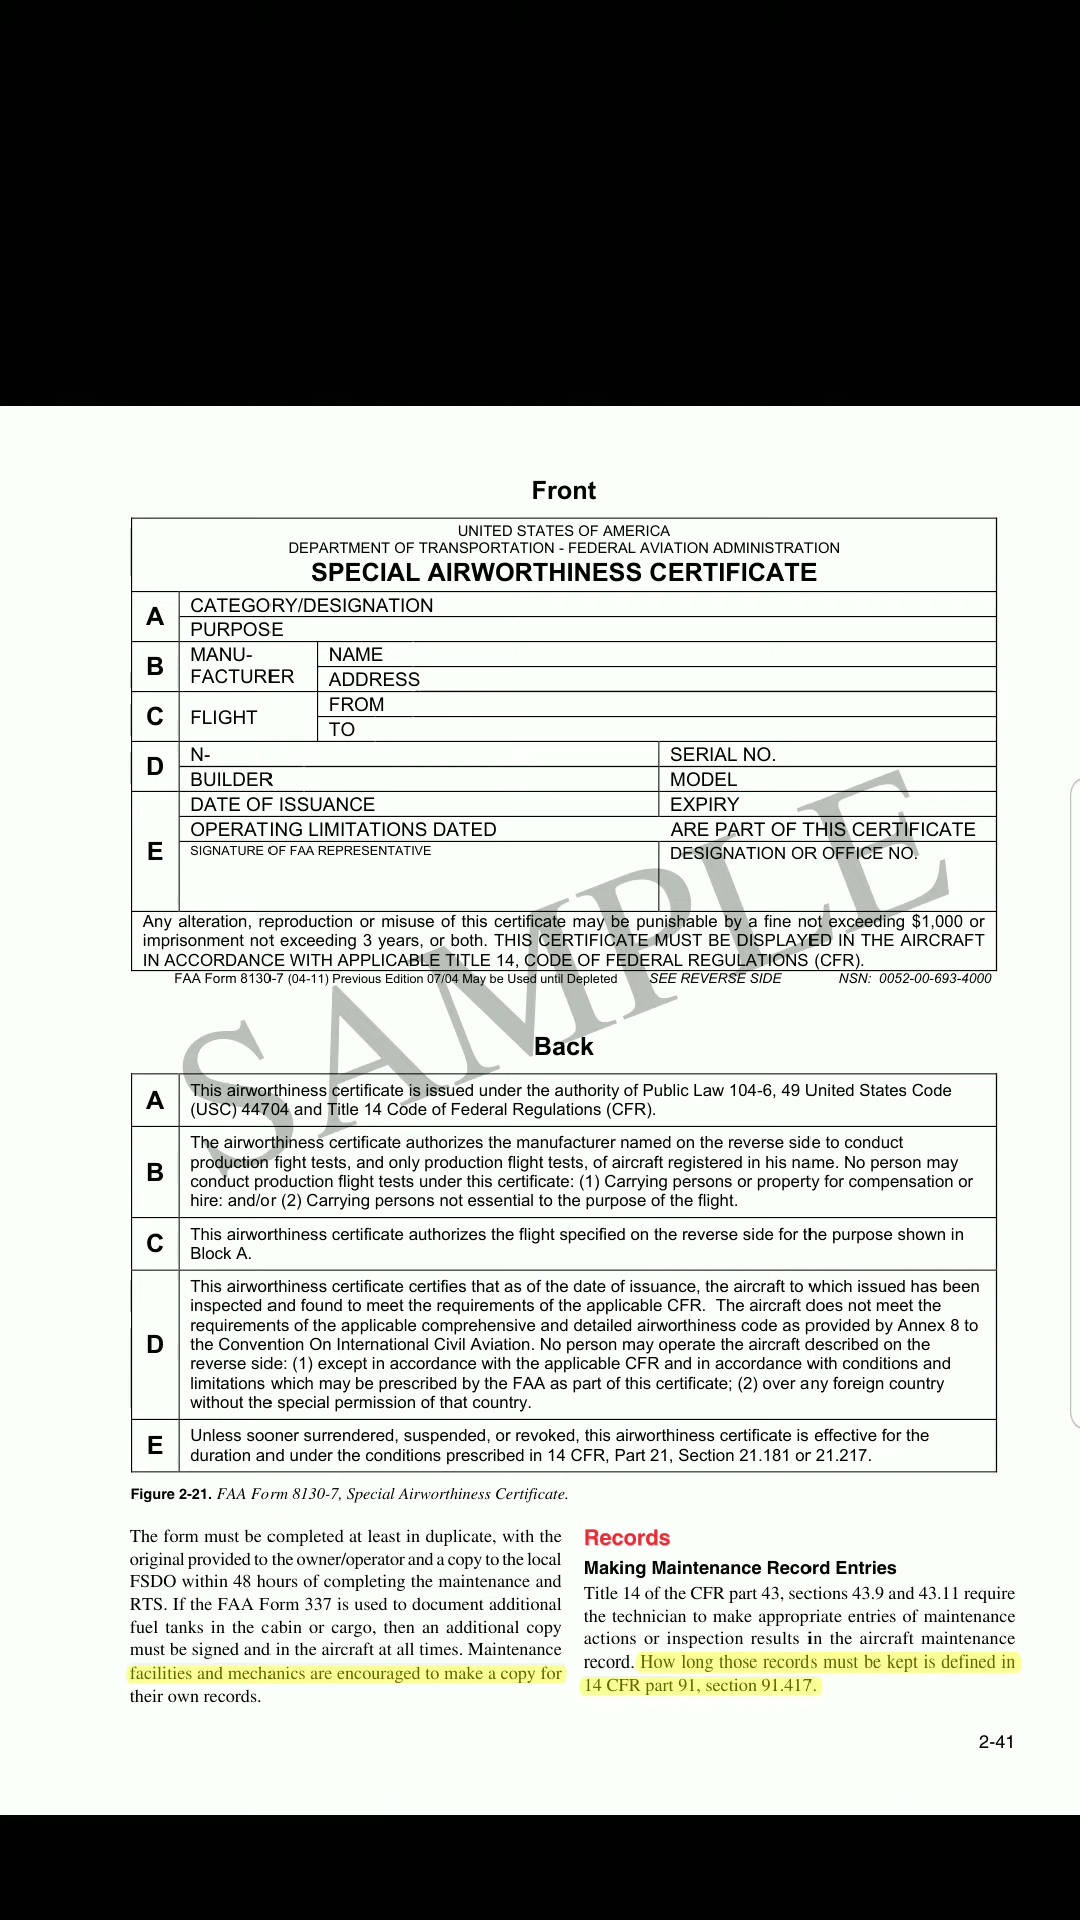 Front
UNITED STATES OF AMERICA
DEPARTMENT OF TRANSPORTATION - FEDERAL AVIATION ADMINISTRATION
SPECIAL AIRWORTHINESS CERTIFICATE
A
CATEGORY/DESIGNATION
PURPOSE
B
MANU-
FACTURER
NAME
ADDRESS
C
FLIGHT
FROM
TO
D
N-
SERIAL NO.
BUILDER
MODEL
E
DATE OF ISSUANCE
EXPIRY
OPERATING LIMITATIONS DATED
ARE PART OF THIS CERTIFICATE
SIGNATURE OF FAA REPRESENTATIVE
DESIGNATION OR OFFICE NO.
Any alteration, reproduction or misuse of this certificate may be punishable by a fine not exceeding $1,000 or
imprisonment not exceeding 3 years, or both. THIS CERTIFICATE MUST BE DISPLAYED IN THE AIRCRAFT
IN ACCORDANCE WITH APPLICABLE TITLE 14, CODE OF FEDERAL REGULATIONS (CFR).
FAA Form 8130-7 (04-11) Previous Edition 07/04 May be Used until Depleted SEE REVERSE SIDE NSN: 0052-00-693-4000
SAMPLE
Back
A
This airworthiness certificate is issued under the authority of Public Law 104-6, 49 United States Code
(USC) 44704 and Title 14 Code of Federal Regulations (CFR).
B
The airworthiness certificate authorizes the manufacturer named on the reverse side to conduct
production fight tests, and only production flight tests, of aircraft registered in his name. No person may
conduct production flight tests under this certificate: (1) Carrying persons or property for compensation or
hire: and/or (2) Carrying persons not essential to the purpose of the flight.
C
This airworthiness certificate authorizes the flight specified on the reverse side for the purpose shown in
Block A.
D
This airworthiness certificate certifies that as of the date of issuance, the aircraft to which issued has been
inspected and found to meet the requirements of the applicable CFR. The aircraft does not meet the
requirements of the applicable comprehensive and detailed airworthiness code as provided by Annex 8 to
the Convention On International Civil Aviation. No person may operate the aircraft described on the
reverse side: (1) except in accordance with the applicable CFR and in accordance with conditions and
limitations which may be prescribed by the FAA as part of this certificate; (2) over any foreign country
without the special permission of that country.
E
Unless sooner surrendered, suspended, or revoked, this airworthiness certificate is effective for the
duration and under the conditions prescribed in 14 CFR, Part 21, Section 21.181 or 21.217.
Figure 2-21. FAA Form 8130-7, Special Airworthiness Certificate.
The form must be completed at least in duplicate, with the
original provided to the owner/operator and a copy to the local
FSDO within 48 hours of completing the maintenance and
RTS. If the FAA Form 337 is used to document additional
fuel tanks in the cabin or cargo, then an additional copy
must be signed and in the aircraft at all times. Maintenance
facilities and mechanics are encouraged to make a copy for
their own records.
Records
Making Maintenance Record Entries
Title 14 of the CFR part 43, sections 43.9 and 43.11 require
the technician to make appropriate entries of maintenance
actions or inspection results in the aircraft maintenance
record. How long those records must be kept is defined in
14 CFR part 91, section 91.417.
2-41